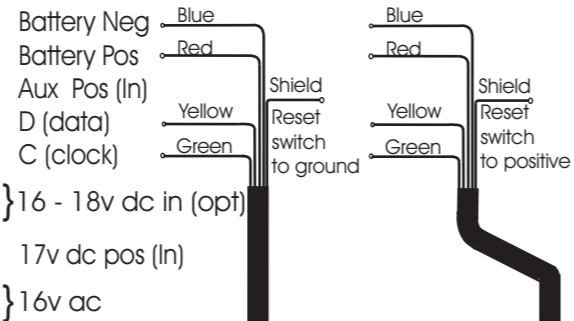 Battery Neg
Battery Pos
Aux Pos (In)
D (data)
C (clock)
}16 - 18v dc in (opt)
17v dc pos (In)
}16v ac
Blue
Red
Yellow
Green
Shield
Reset
switch
to ground
Blue
Red
Yellow
Green
Shield
Reset
switch
to positive